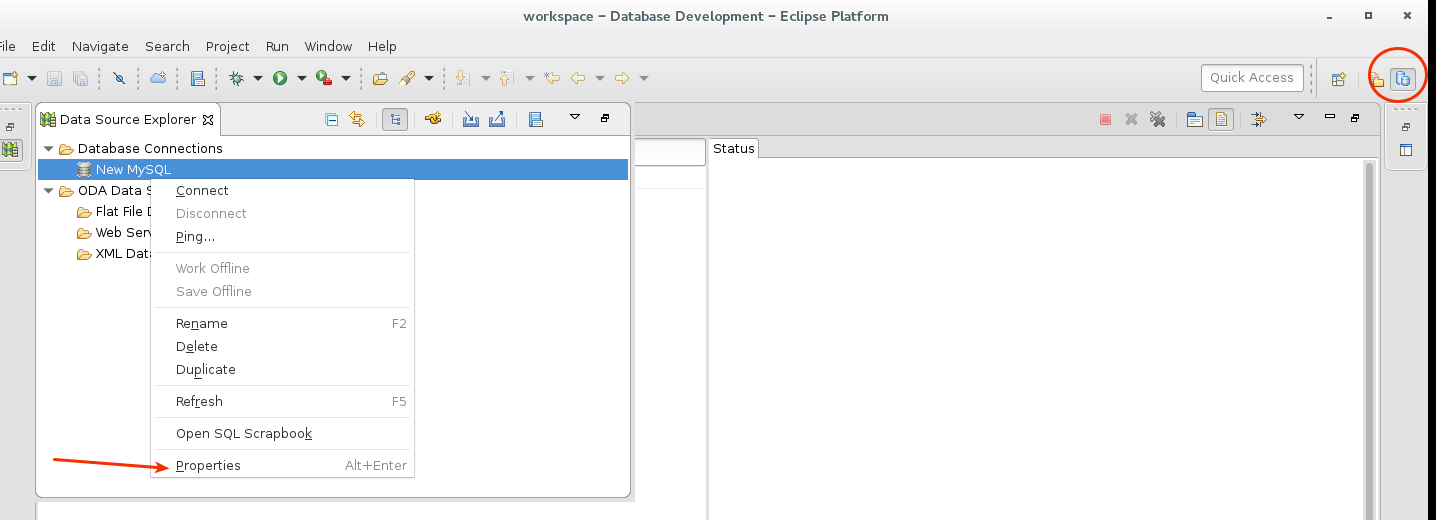 workspace – Database Development – Eclipse Platform
File Edit Navigate Search Project Run Window Help
Quick Access
Data Source Explorer
Status
Database Connections
New MySQL
ODA Data S
Flat File D
Web Serv
XML Data
Connect
Disconnect
Ping...
Work Offline
Save Offline
Rename F2
Delete
Duplicate
Refresh F5
Open SQL Scrapbook
Properties Alt+Enter